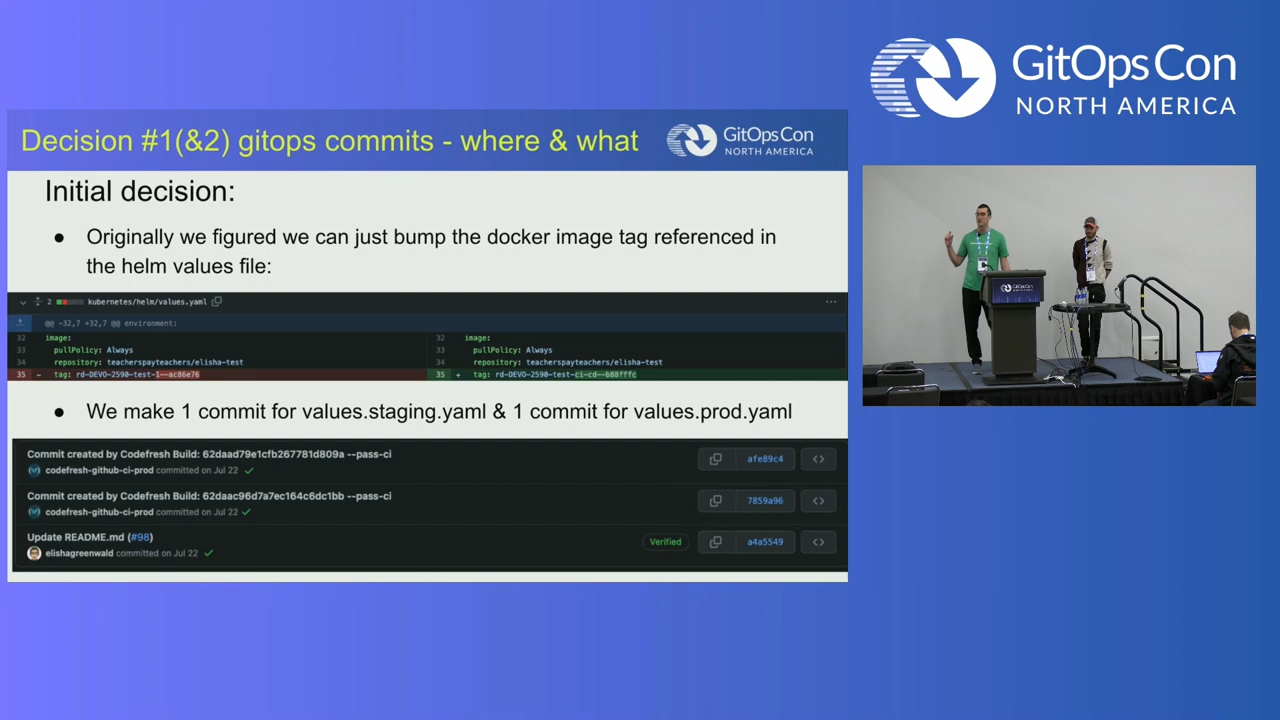 GitOpsCon
NORTH AMERICA
Decision #1(&2) gitops commits - where & what
GitOpsCon
NORTH AMERICA
Initial decision:
● Originally we figured we can just bump the docker image tag referenced in
the helm values file:
2 kubernetes/helm/values.yaml
@@ -32,7 +32,7 @@ environment:
32 image:
33 pullPolicy: Always
34 repository: teacherspayteachers/elisha-test
35 - tag: rd-DEVO-2590-test-1--ac86e76
32 image:
33 pullPolicy: Always
34 repository: teacherspayteachers/elisha-test
35 + tag: rd-DEVO-2590-test-ci-cd--b88fffc
● We make 1 commit for values.staging.yaml & 1 commit for values.prod.yaml
Commit created by Codefresh Build: 62daad79e1cfb267781d809a --pass-ci
codefresh-github-ci-prod committed on Jul 22
afe89c4
Commit created by Codefresh Build: 62daac96d7a7ec164c6dc1bb --pass-ci
codefresh-github-ci-prod committed on Jul 22
7859a96
Update README.md (#98)
elishagreenwald committed on Jul 22
Verified
a4a5549
GitOpsCon